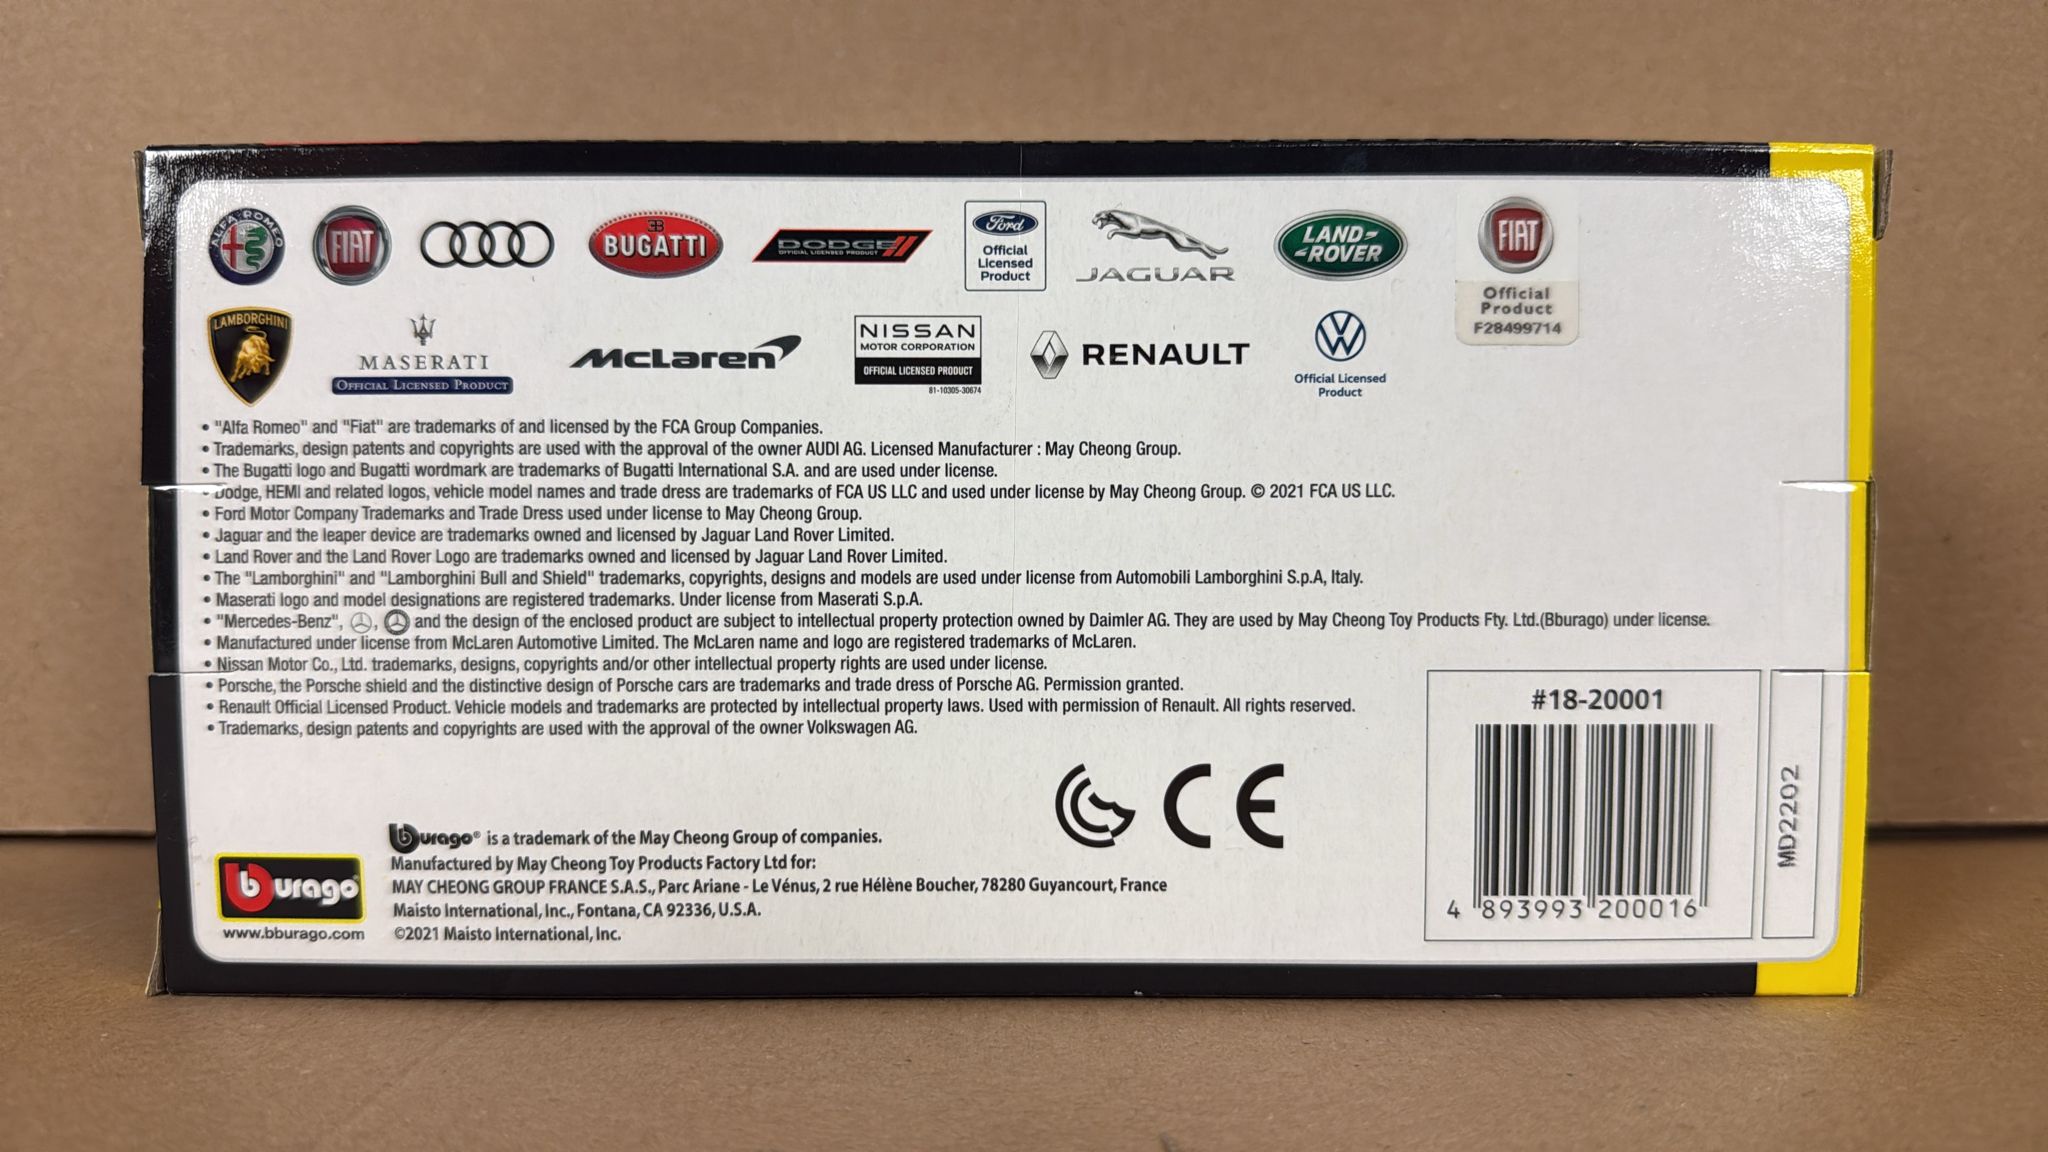 ALFA ROMEO
FIAT
EB
BUGATTI
DODGE
OFFICIAL LICENSED PRODUCT
Ford
Official
Licensed
Product
JAGUAR
LAND-
-ROVER
FIAT
Official
Product
F28499714
LAMBORGHINI
MASERATI
OFFICIAL LICENSED PRODUCT
McLaren
NISSAN
MOTOR CORPORATION
OFFICIAL LICENSED PRODUCT
81-10305-30674
RENAULT
Official Licensed
Product
• "Alfa Romeo" and "Fiat" are trademarks of and licensed by the FCA Group Companies.
• Trademarks, design patents and copyrights are used with the approval of the owner AUDI AG. Licensed Manufacturer : May Cheong Group.
• The Bugatti logo and Bugatti wordmark are trademarks of Bugatti International S.A. and are used under license.
• Dodge, HEMI and related logos, vehicle model names and trade dress are trademarks of FCA US LLC and used under license by May Cheong Group. © 2021 FCA US LLC.
• Ford Motor Company Trademarks and Trade Dress used under license to May Cheong Group.
• Jaguar and the leaper device are trademarks owned and licensed by Jaguar Land Rover Limited.
• Land Rover and the Land Rover Logo are trademarks owned and licensed by Jaguar Land Rover Limited.
• The "Lamborghini" and "Lamborghini Bull and Shield" trademarks, copyrights, designs and models are used under license from Automobili Lamborghini S.p.A, Italy.
• Maserati logo and model designations are registered trademarks. Under license from Maserati S.p.A.
• "Mercedes-Benz", , and the design of the enclosed product are subject to intellectual property protection owned by Daimler AG. They are used by May Cheong Toy Products Fty. Ltd.(Bburago) under license.
• Manufactured under license from McLaren Automotive Limited. The McLaren name and logo are registered trademarks of McLaren.
• Nissan Motor Co., Ltd. trademarks, designs, copyrights and/or other intellectual property rights are used under license.
• Porsche, the Porsche shield and the distinctive design of Porsche cars are trademarks and trade dress of Porsche AG. Permission granted.
• Renault Official Licensed Product. Vehicle models and trademarks are protected by intellectual property laws. Used with permission of Renault. All rights reserved.
• Trademarks, design patents and copyrights are used with the approval of the owner Volkswagen AG.
#18-20001
4 893993 200016
MD2202
CE
bburago® is a trademark of the May Cheong Group of companies.
Manufactured by May Cheong Toy Products Factory Ltd for:
MAY CHEONG GROUP FRANCE S.A.S., Parc Ariane - Le Vénus, 2 rue Hélène Boucher, 78280 Guyancourt, France
Maisto International, Inc., Fontana, CA 92336, U.S.A.
©2021 Maisto International, Inc.
bburago
www.bburago.com